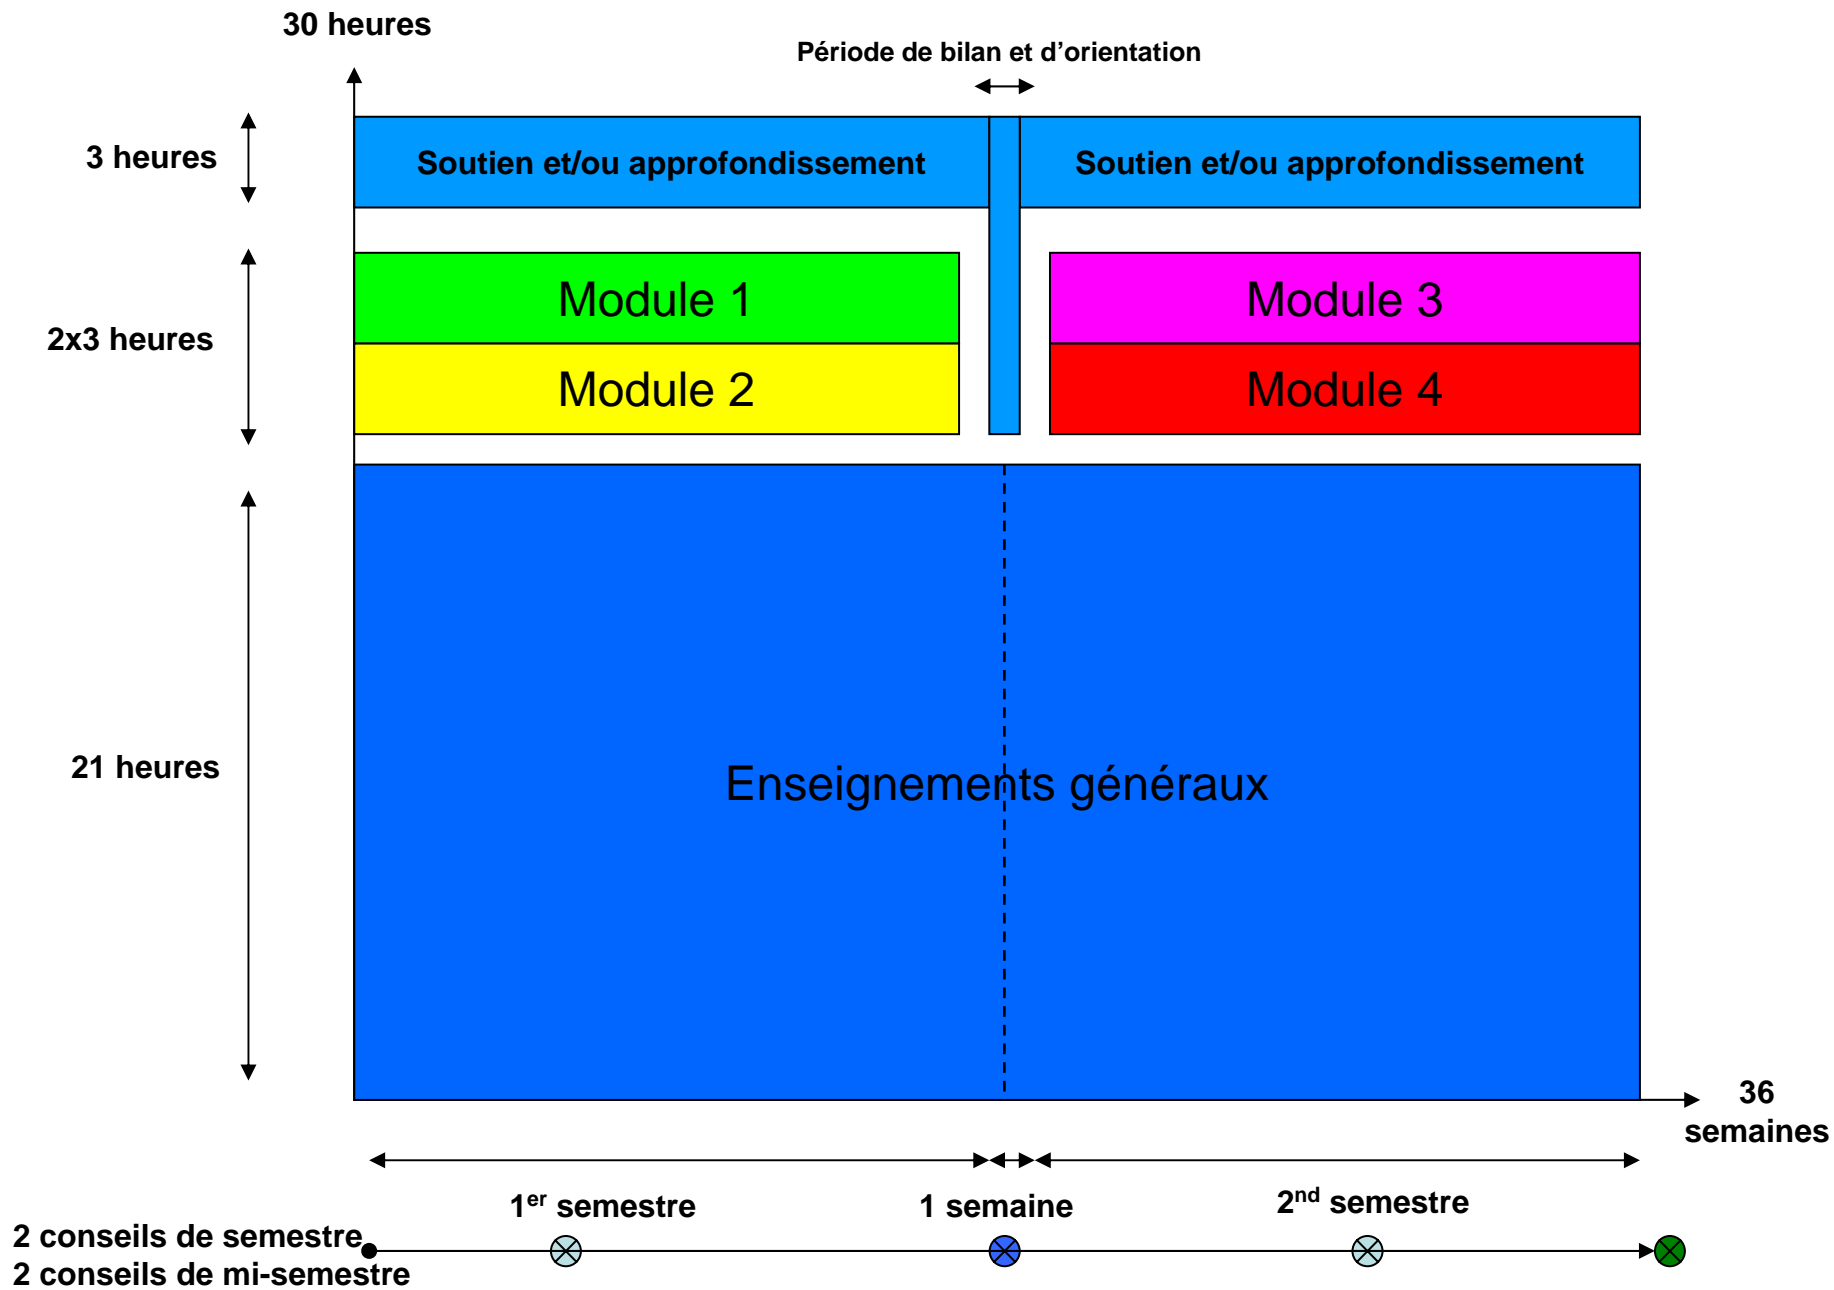 30 heures
Période de bilan et d’orientation
3 heures
Soutien et/ou approfondissement
Soutien et/ou approfondissement
2x3 heures
Module 1
Module 3
Module 2
Module 4
21 heures
Enseignements généraux
36
semaines
1er semestre
1 semaine
2nd semestre
2 conseils de semestre
2 conseils de mi-semestre